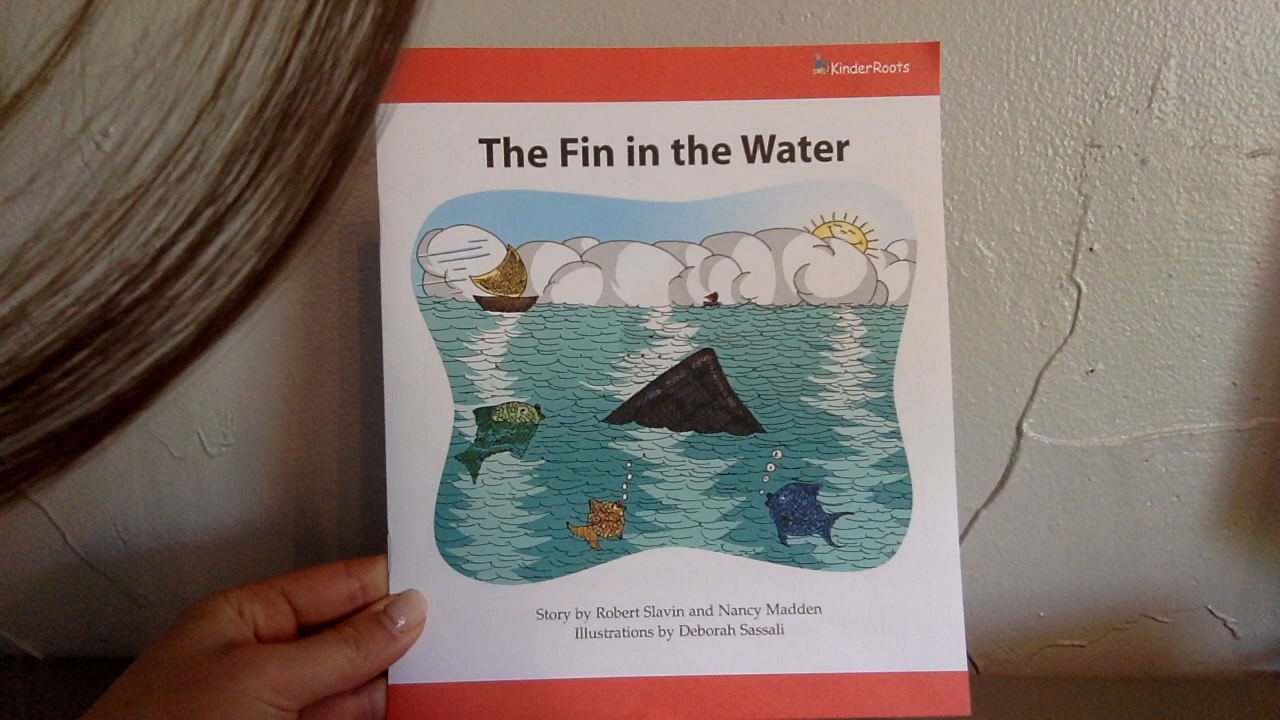 KinderRoots
The Fin in the Water
Story by Robert Slavin and Nancy Madden
Illustrations by Deborah Sassali